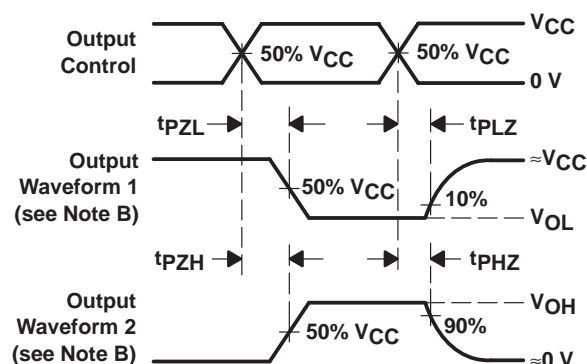 Output
Control
50% VCC
50% VCC
VCC
0 V
tPZL
tPLZ
Output
Waveform 1
(see Note B)
50% VCC
10%
≈VCC
VOL
tPZH
tPHZ
Output
Waveform 2
(see Note B)
50% VCC
90%
VOH
≈0 V